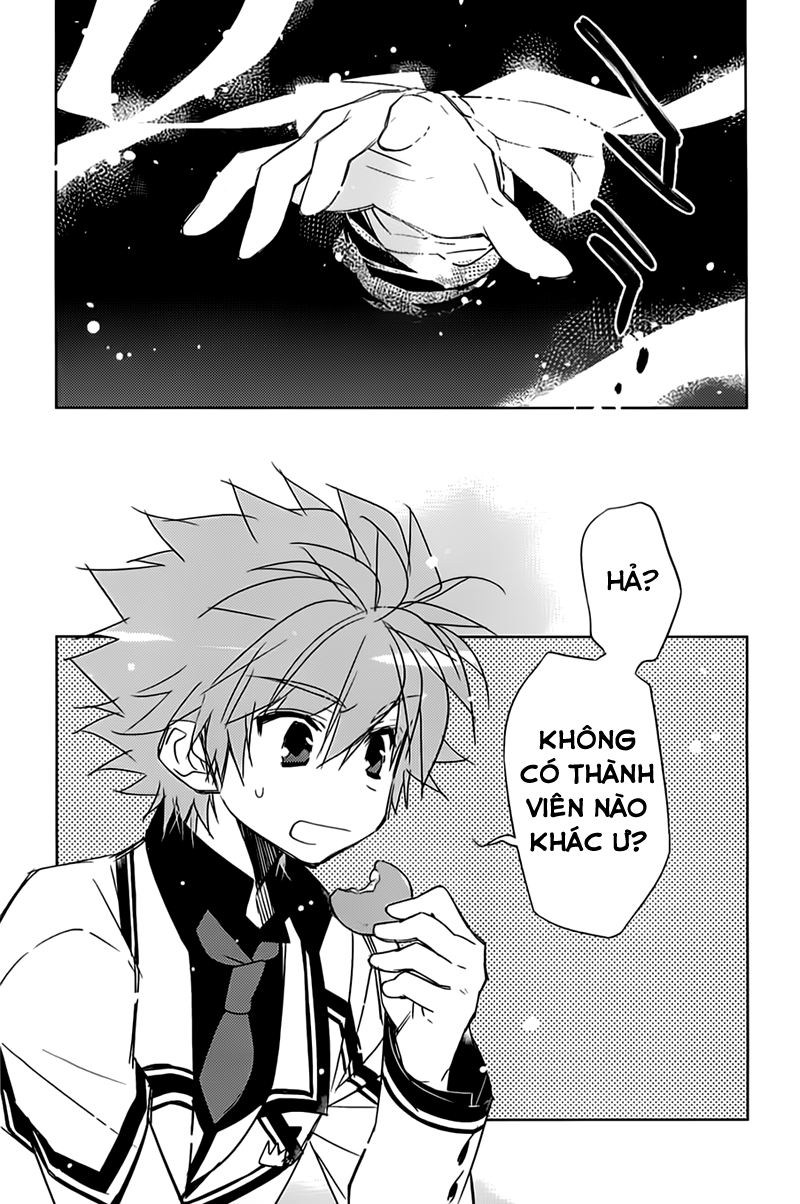 HẢ?
KHÔNG
CÓ THÀNH
VIÊN NÀO
KHÁC Ư?